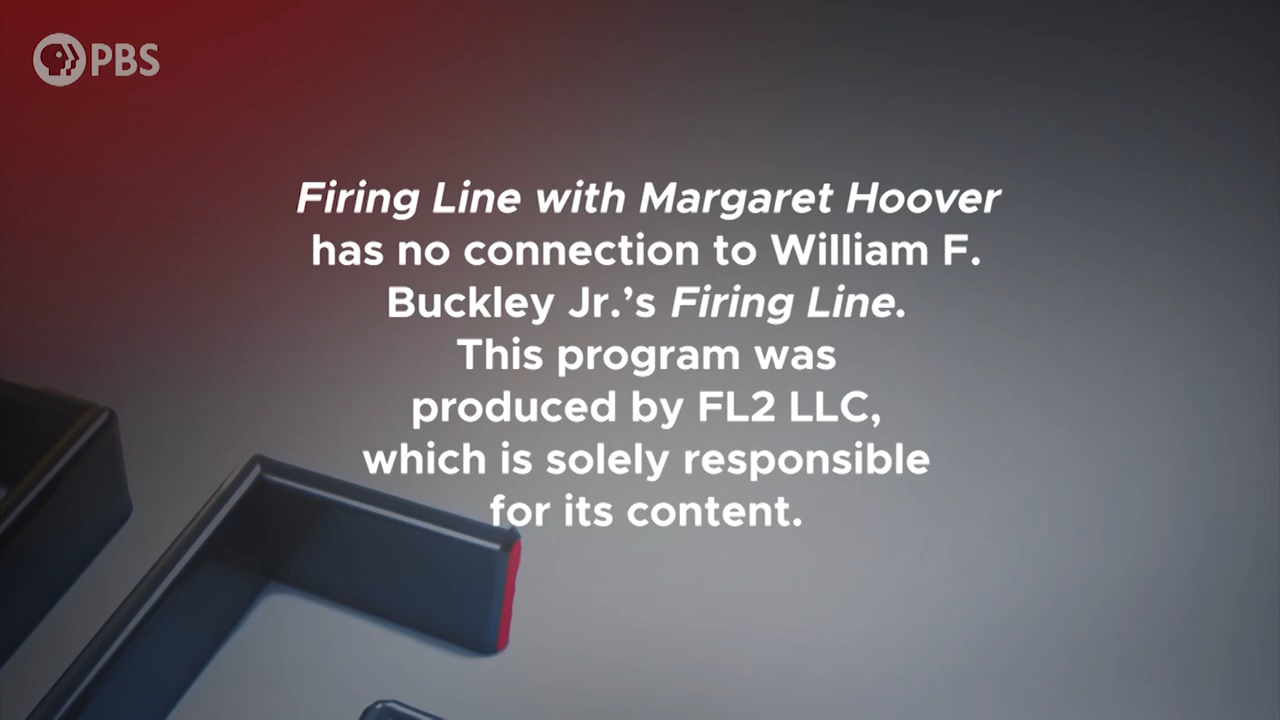 PBS
Firing Line with Margaret Hoover
has no connection to William F.
Buckley Jr.’s Firing Line.
This program was
produced by FL2 LLC,
which is solely responsible
for its content.